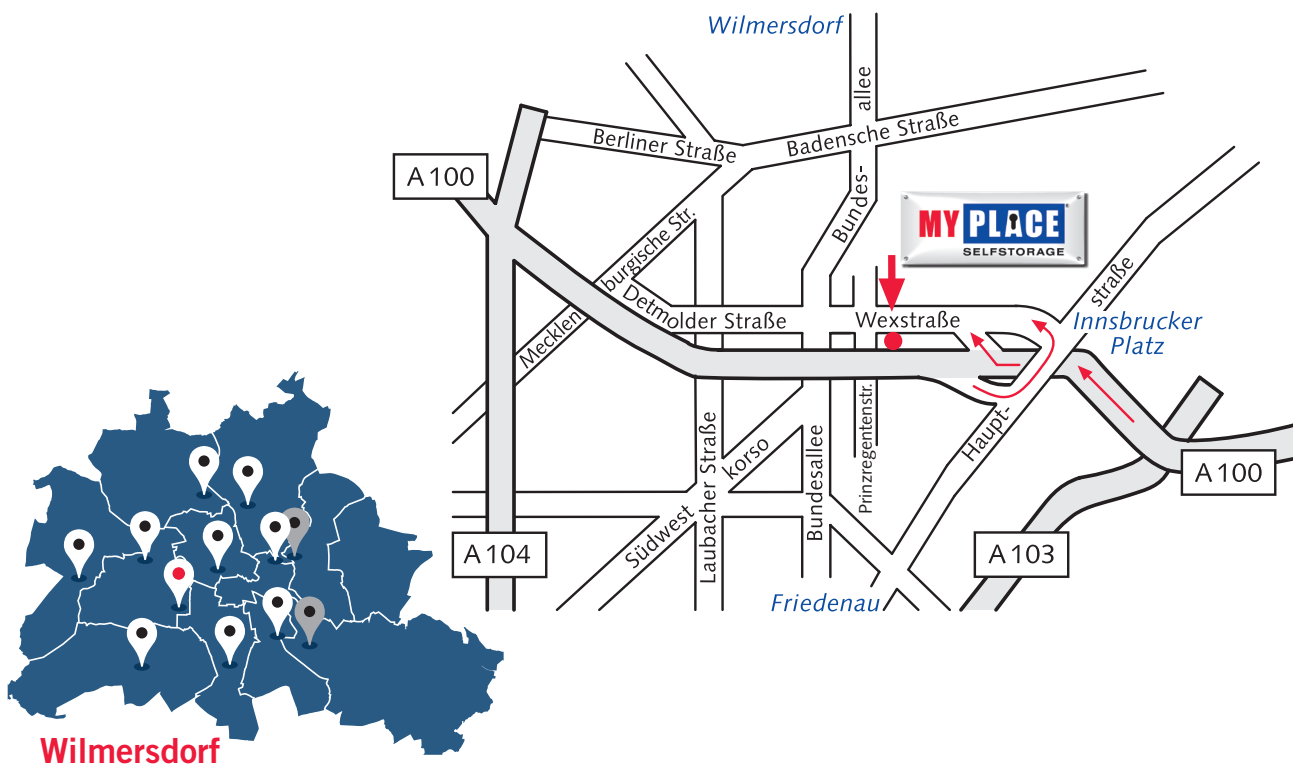 Wilmersdorf
allee
Badensche Straße
Berliner Straße
A 100
Bundes-
MY PLACE
SELFSTORAGE
burgische Str.
straße
Detmolder Straße
Wexstraße
Innsbrucker
Platz
Mecklen
Haupt-
Prinzregentenstr.
Laubacher Straße
korso
Bundesallee
A 100
Südwest
A 104
A 103
Friedenau
Wilmersdorf